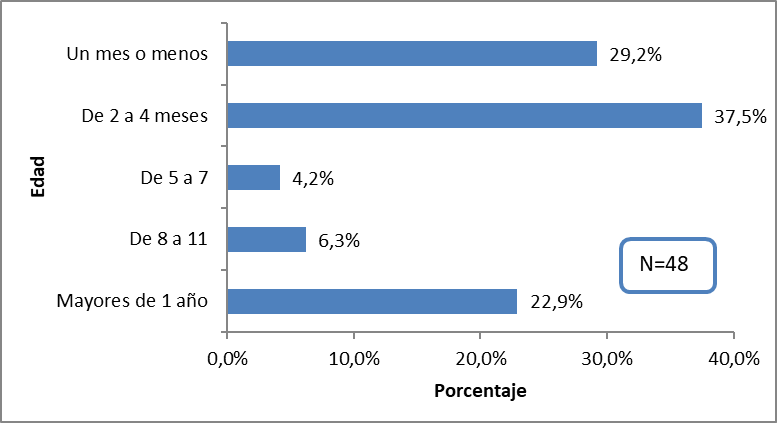 Un mes o menos
29,2%
De 2 a 4 meses
37,5%
De 5 a 7
4,2%
De 8 a 11
6,3%
Mayores de 1 año
22,9%
Edad
N=48
0,0%
10,0%
20,0%
30,0%
40,0%
Porcentaje